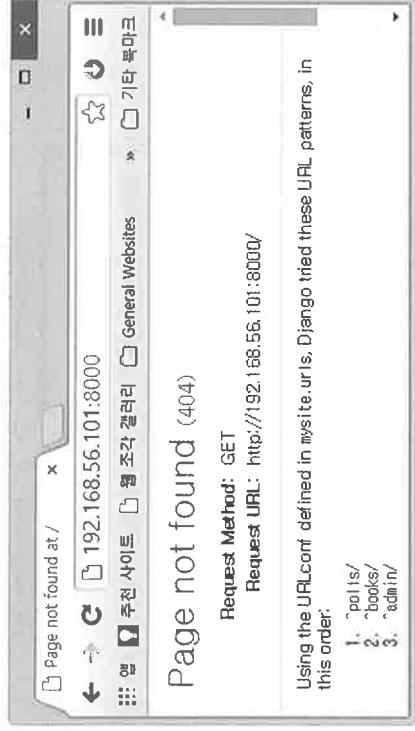 Page not found at /
192.168.56.101:8000
앱 추천 사이트 웹 조각 갤러리 General Websites » 기타 북마크
Page not found (404)
Request Method: GET
Request URL: http://192.168.56.101:8000/
Using the URLconf defined in mysite.urls, Django tried these URL patterns, in
this order:
1. ^polls/
2. ^books/
3. ^admin/